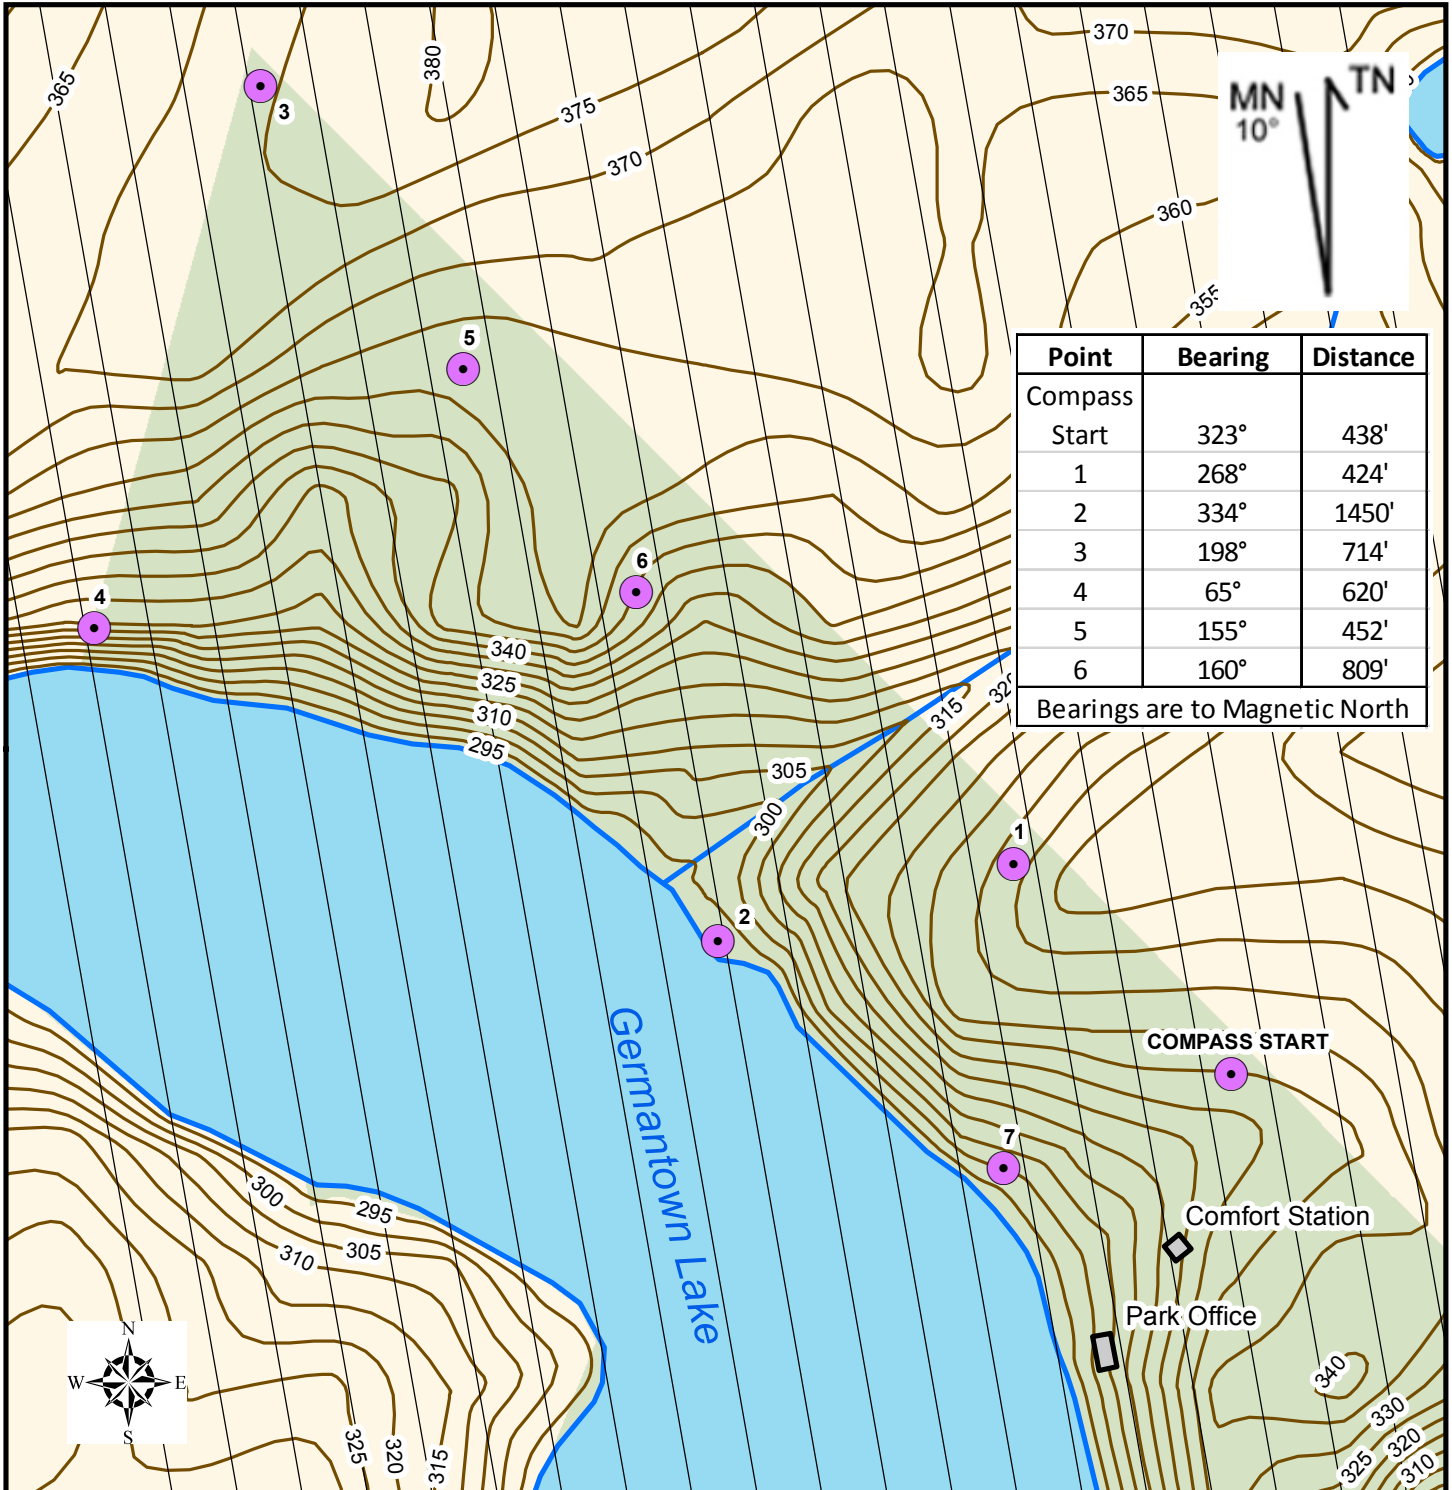 370
380
365
3
375
365
MN
TN
10°
370
360
355
5
Point Bearing Distance
Compass
Start 323° 438'
1 268° 424'
2 334° 1450'
3 198° 714'
4 65° 620'
5 155° 452'
6 160° 809'
Bearings are to Magnetic North
6
4
340
325
315
310
295
305
300
1
2
COMPASS START
Germantown Lake
7
300
295
Comfort Station
310
305
Park Office
N
W E
S
340
330
325
320
315
320
325
310